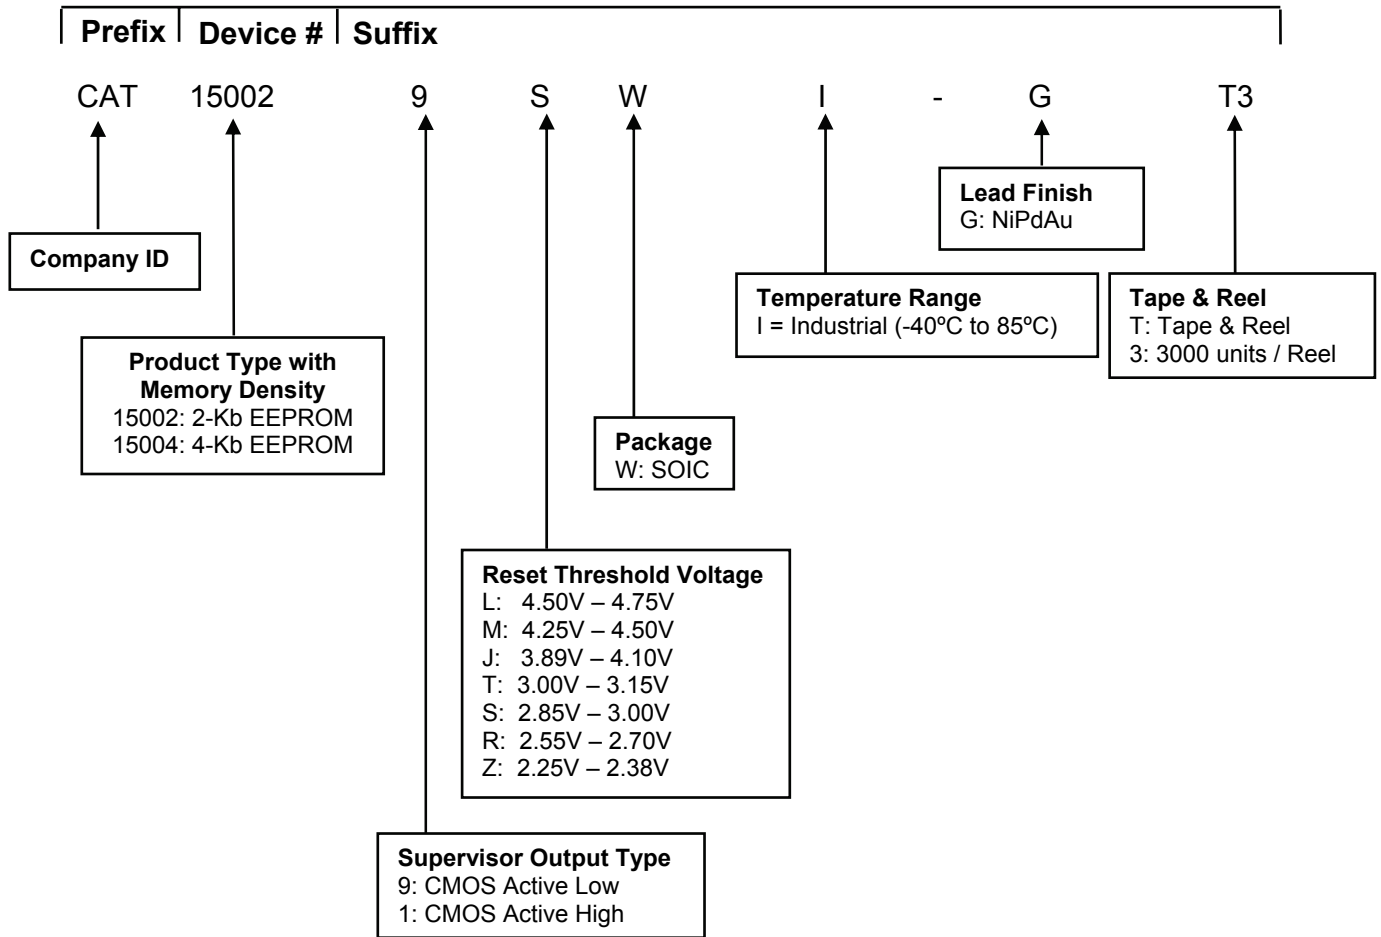 Prefix Device # Suffix
CAT 15002 9 S W I - G T3
Lead Finish
G: NiPdAu
Company ID
Temperature Range
I = Industrial (-40ºC to 85ºC)
Tape & Reel
T: Tape & Reel
3: 3000 units / Reel
Product Type with
Memory Density
15002: 2-Kb EEPROM
15004: 4-Kb EEPROM
Package
W: SOIC
Reset Threshold Voltage
L: 4.50V – 4.75V
M: 4.25V – 4.50V
J: 3.89V – 4.10V
T: 3.00V – 3.15V
S: 2.85V – 3.00V
R: 2.55V – 2.70V
Z: 2.25V – 2.38V
Supervisor Output Type
9: CMOS Active Low
1: CMOS Active High